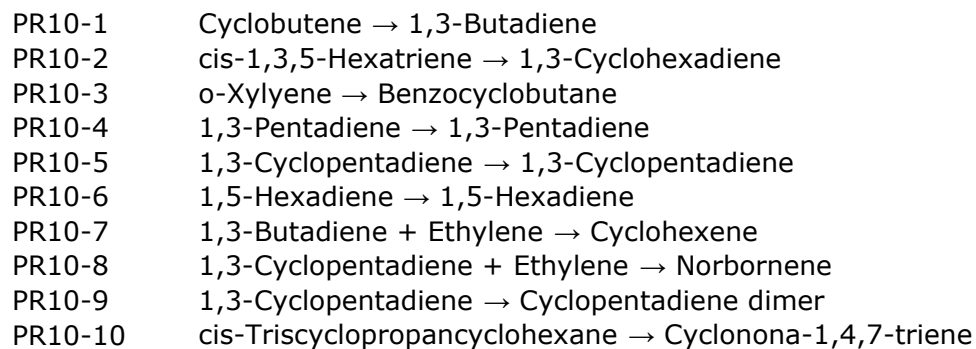 PR10-1 Cyclobutene → 1,3-Butadiene
PR10-2 cis-1,3,5-Hexatriene → 1,3-Cyclohexadiene
PR10-3 o-Xylyene → Benzocyclobutane
PR10-4 1,3-Pentadiene → 1,3-Pentadiene
PR10-5 1,3-Cyclopentadiene → 1,3-Cyclopentadiene
PR10-6 1,5-Hexadiene → 1,5-Hexadiene
PR10-7 1,3-Butadiene + Ethylene → Cyclohexene
PR10-8 1,3-Cyclopentadiene + Ethylene → Norbornene
PR10-9 1,3-Cyclopentadiene → Cyclopentadiene dimer
PR10-10 cis-Triscyclopropancyclohexane → Cyclonona-1,4,7-triene